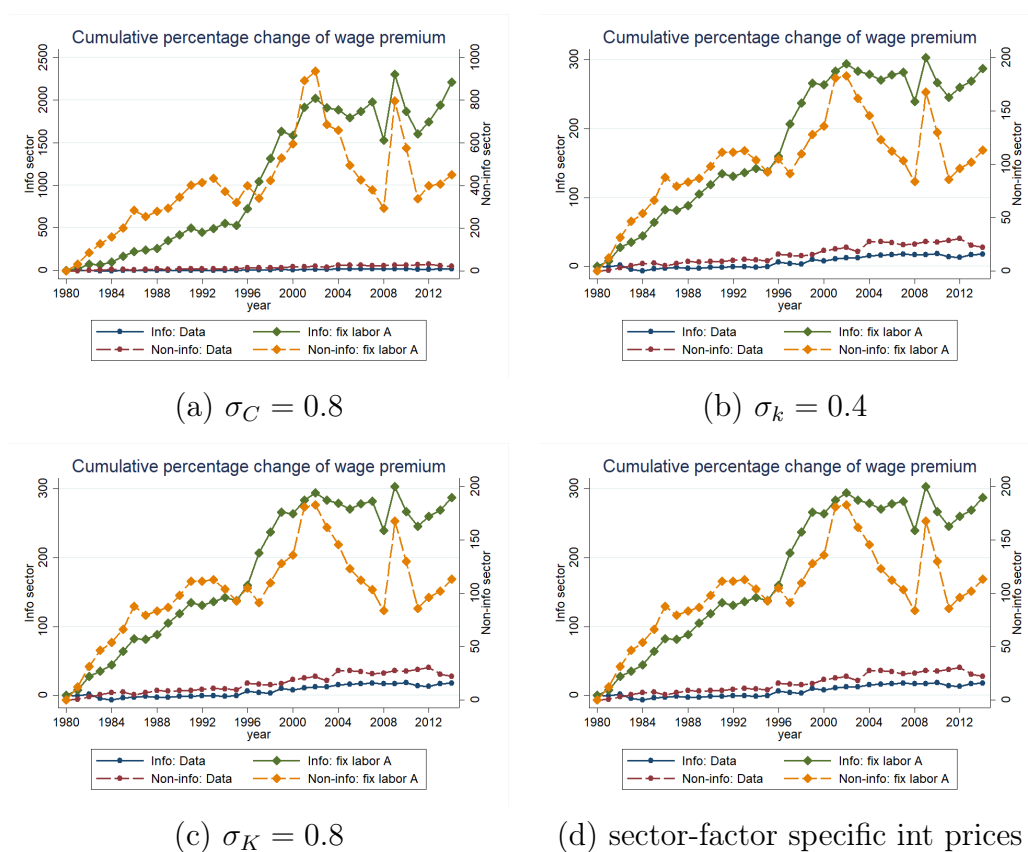 Cumulative percentage change of wage premium
Info sector
0 500 1000 1500 2000 2500
Non-info sector
0 200 400 600 800 1000
1980 1984 1988 1992 1996 2000 2004 2008 2012
year
Info: Data Info: fix labor A
Non-info: Data Non-info: fix labor A
(a) σ_C = 0.8
Cumulative percentage change of wage premium
Info sector
0 100 200 300
Non-info sector
0 50 100 150 200
1980 1984 1988 1992 1996 2000 2004 2008 2012
year
Info: Data Info: fix labor A
Non-info: Data Non-info: fix labor A
(b) σ_k = 0.4
Cumulative percentage change of wage premium
Info sector
0 100 200 300
Non-info sector
0 50 100 150 200
1980 1984 1988 1992 1996 2000 2004 2008 2012
year
Info: Data Info: fix labor A
Non-info: Data Non-info: fix labor A
(c) σ_K = 0.8
Cumulative percentage change of wage premium
Info sector
0 100 200 300
Non-info sector
0 50 100 150 200
1980 1984 1988 1992 1996 2000 2004 2008 2012
year
Info: Data Info: fix labor A
Non-info: Data Non-info: fix labor A
(d) sector-factor specific int prices